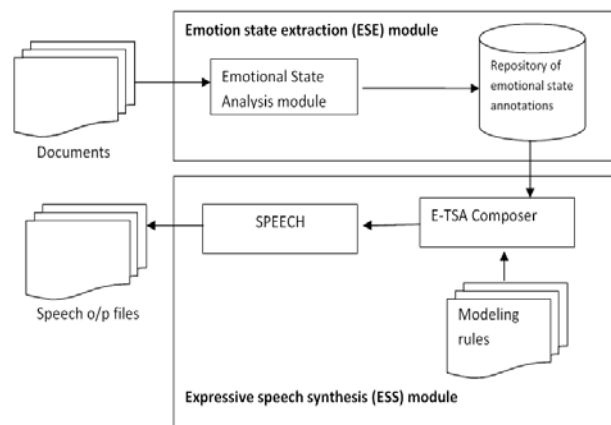 Emotion state extraction (ESE) module
Emotional State
Analysis module
Repository of
emotional state
annotations
Documents
SPEECH
E-TSA Composer
Speech o/p files
Modeling
rules
Expressive speech synthesis (ESS) module